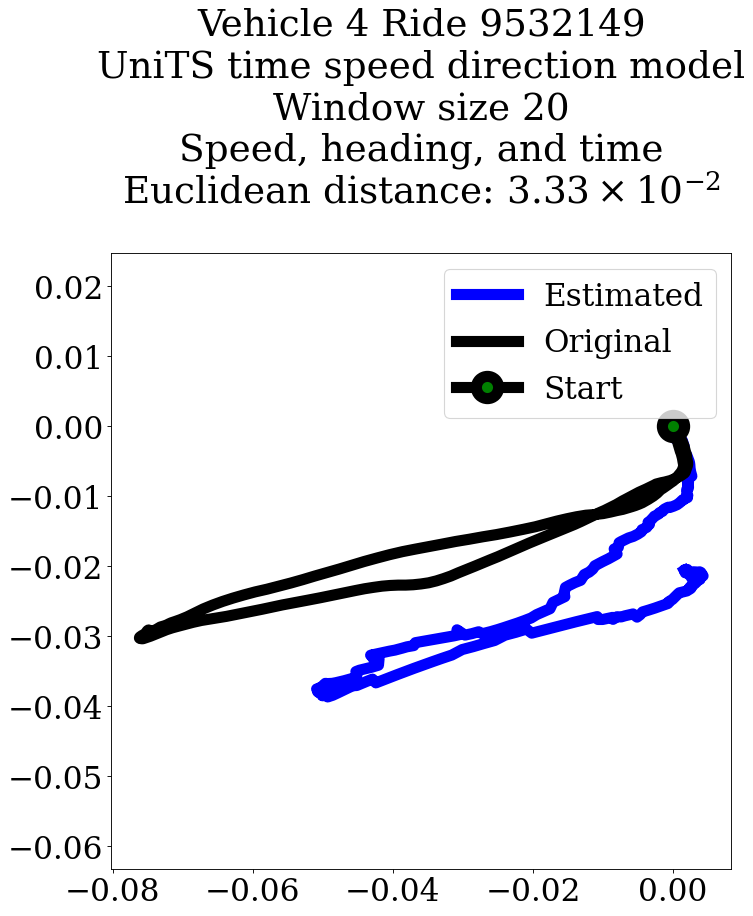 Vehicle 4 Ride 9532149
UniTS time speed direction model
Window size 20
Speed, heading, and time
Euclidean distance: 3.33 × 10⁻²
Estimated
Original
Start
0.02
0.01
0.00
−0.01
−0.02
−0.03
−0.04
−0.05
−0.06
−0.08 −0.06 −0.04 −0.02 0.00